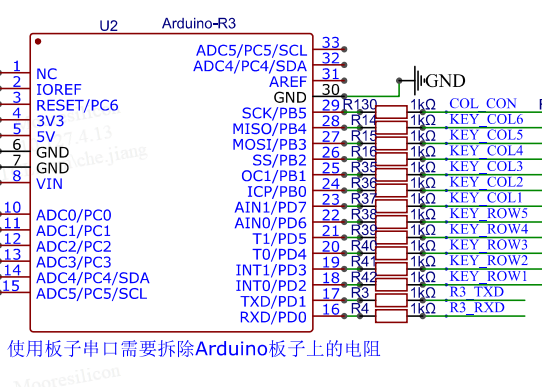 U2
Arduino-R3
1 NC
2 IOREF
3 RESET/PC6
4 3V3
5 5V
6 GND
7 GND
8 VIN
10 ADC0/PC0
11 ADC1/PC1
12 ADC2/PC2
13 ADC3/PC3
14 ADC4/PC4/SDA
15 ADC5/PC5/SCL
ADC5/PC5/SCL 33
ADC4/PC4/SDA 32
AREF 31
GND 30 GND
SCK/PB5 29 R130 1kΩ COL_CON
MISO/PB4 28 R14 1kΩ KEY_COL6
MOSI/PB3 27 R15 1kΩ KEY_COL5
SS/PB2 26 R16 1kΩ KEY_COL4
OC1/PB1 25 R35 1kΩ KEY_COL3
ICP/PB0 24 R36 1kΩ KEY_COL2
AIN1/PD7 23 R37 1kΩ KEY_COL1
AIN0/PD6 22 R38 1kΩ KEY_ROW5
T1/PD5 21 R39 1kΩ KEY_ROW4
T0/PD4 20 R40 1kΩ KEY_ROW3
INT1/PD3 19 R41 1kΩ KEY_ROW2
INT0/PD2 18 R42 1kΩ KEY_ROW1
TXD/PD1 17 R3 1kΩ R3_TXD
RXD/PD0 16 R4 1kΩ R3_RXD
使用板子串口需要拆除Arduino板子上的电阻
Mooresilicon